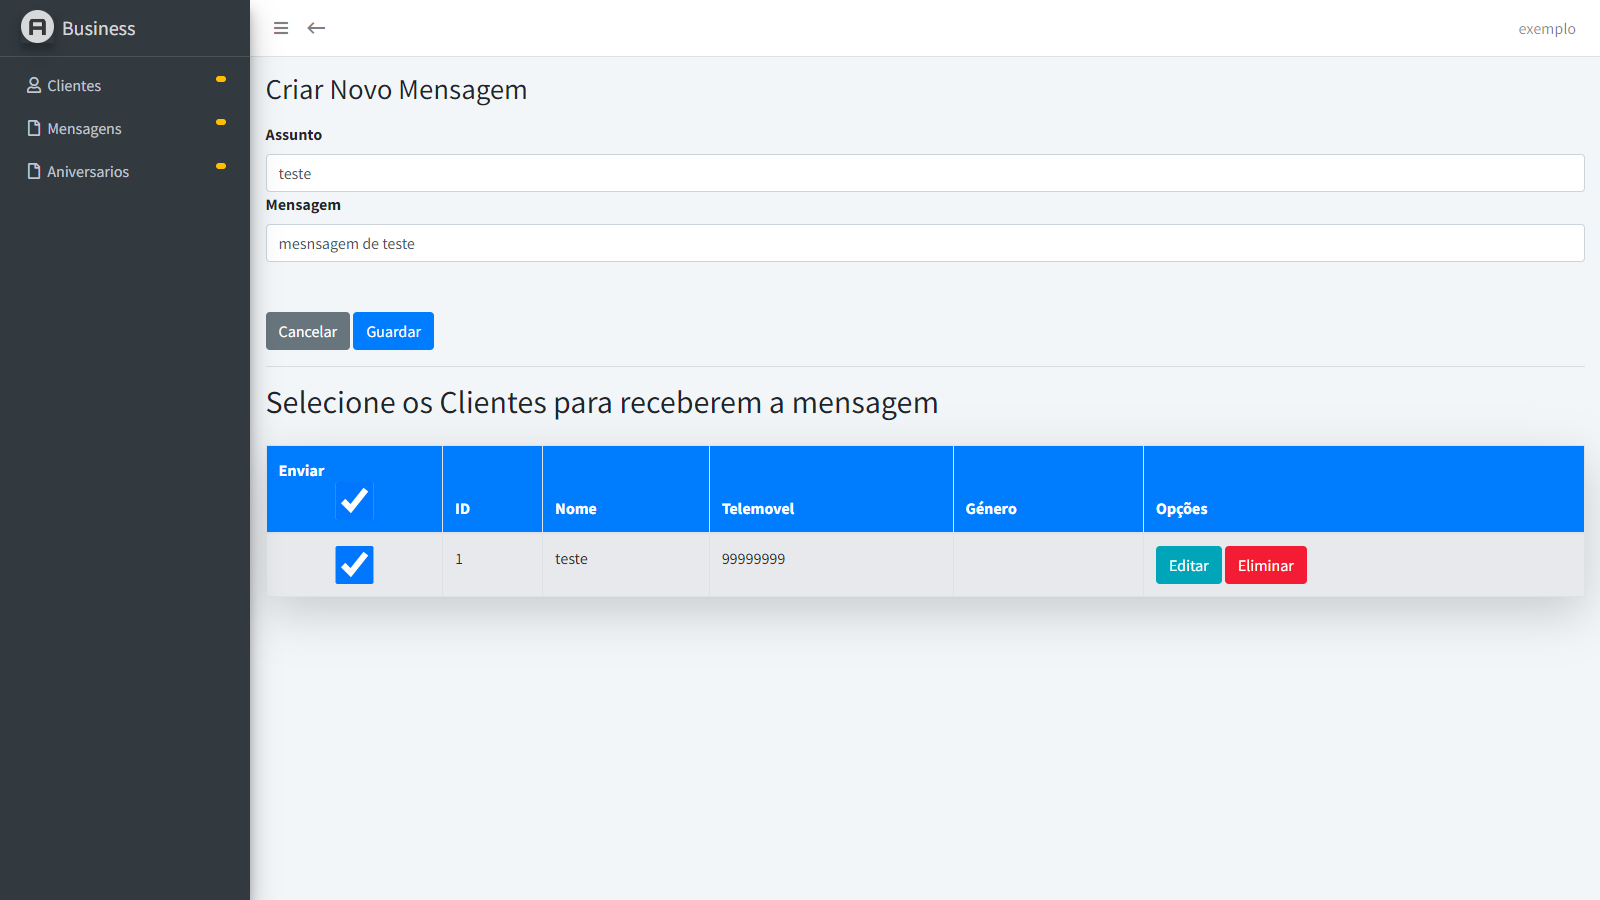 Business
exemplo
Clientes
Mensagens
Aniversarios
Criar Novo Mensagem
Assunto
teste
Mensagem
mesnsagem de teste
Cancelar Guardar
Selecione os Clientes para receberem a mensagem
Enviar ID Nome Telemovel Género Opções
1 teste 99999999 Editar Eliminar